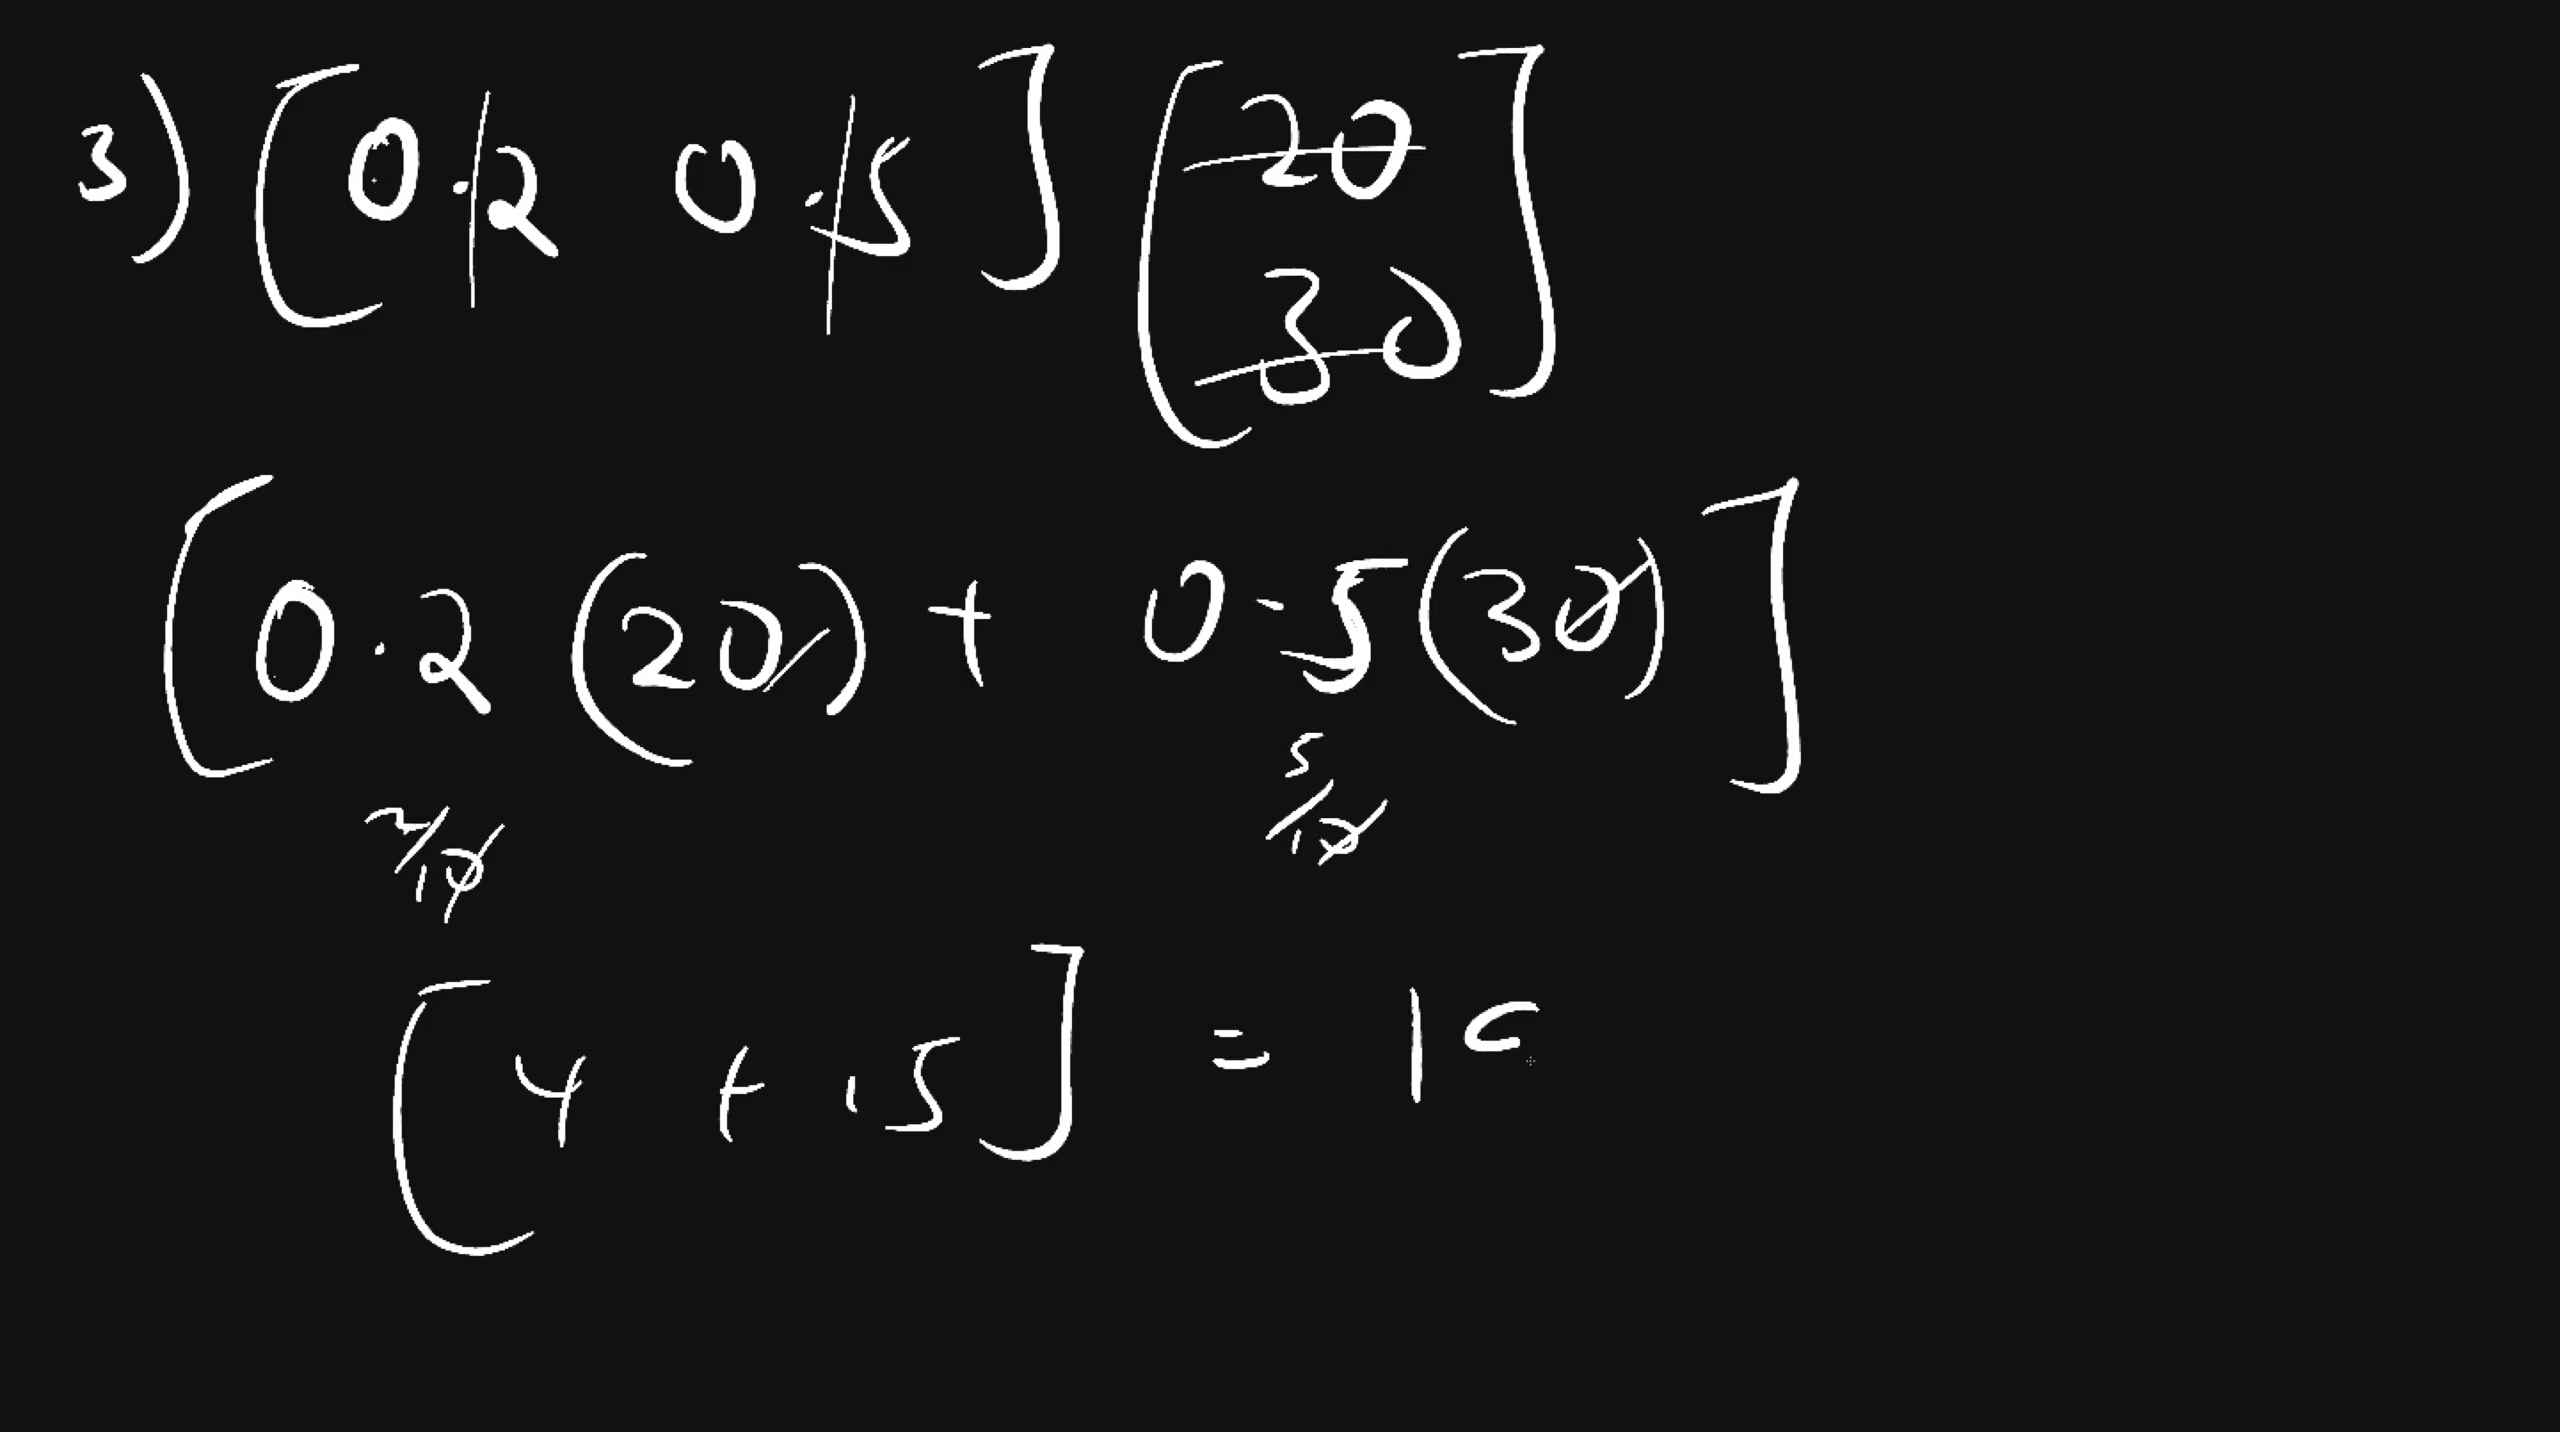 3) [0.2 0.5] [20
30]
[0.2 (20) + 0.5 (30)]
2/10 5/10
[4 + 15] = 1